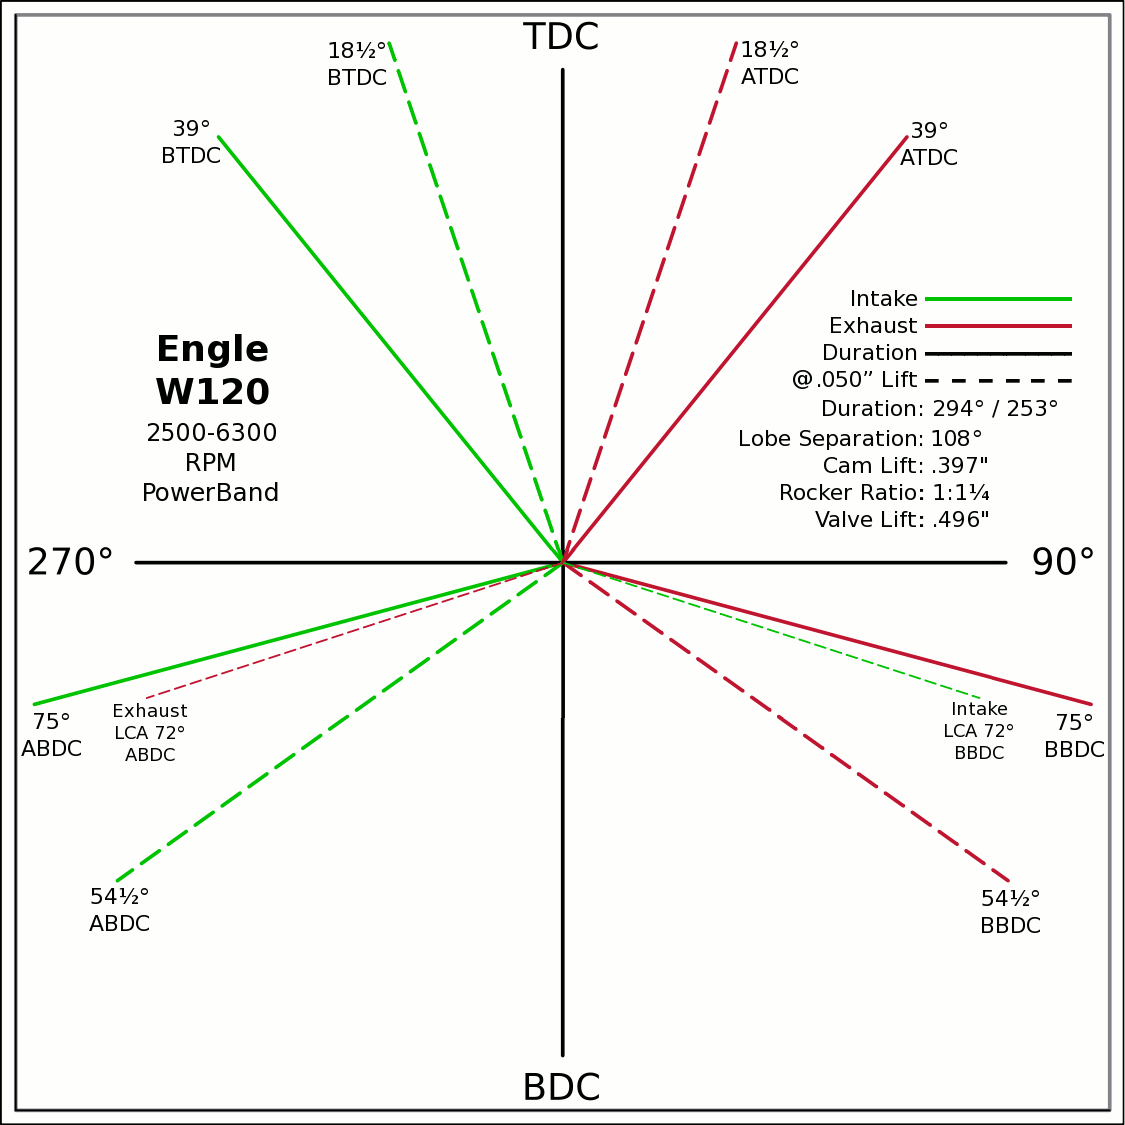 TDC
18½°
BTDC
18½°
ATDC
39°
BTDC
39°
ATDC
Intake
Exhaust
Duration
@.050” Lift
Duration: 294° / 253°
Lobe Separation: 108°
Cam Lift: .397"
Rocker Ratio: 1:1¼
Valve Lift: .496"
Engle
W120
2500-6300
RPM
PowerBand
270°
90°
75°
ABDC
Exhaust
LCA 72°
ABDC
Intake
LCA 72°
BBDC
75°
BBDC
54½°
ABDC
54½°
BBDC
BDC